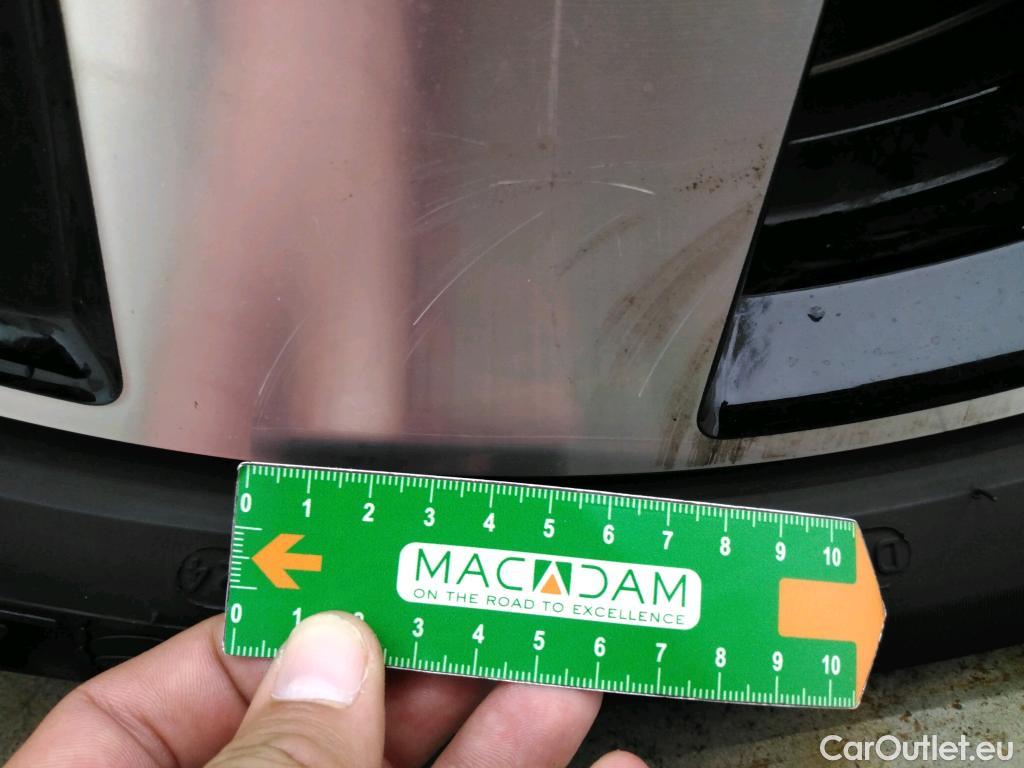 0 1 2 3 4 5 6 7 8 9 10
MACADAM
ON THE ROAD TO EXCELLENCE
0 1 2 3 4 5 6 7 8 9 10
CarOutlet.eu